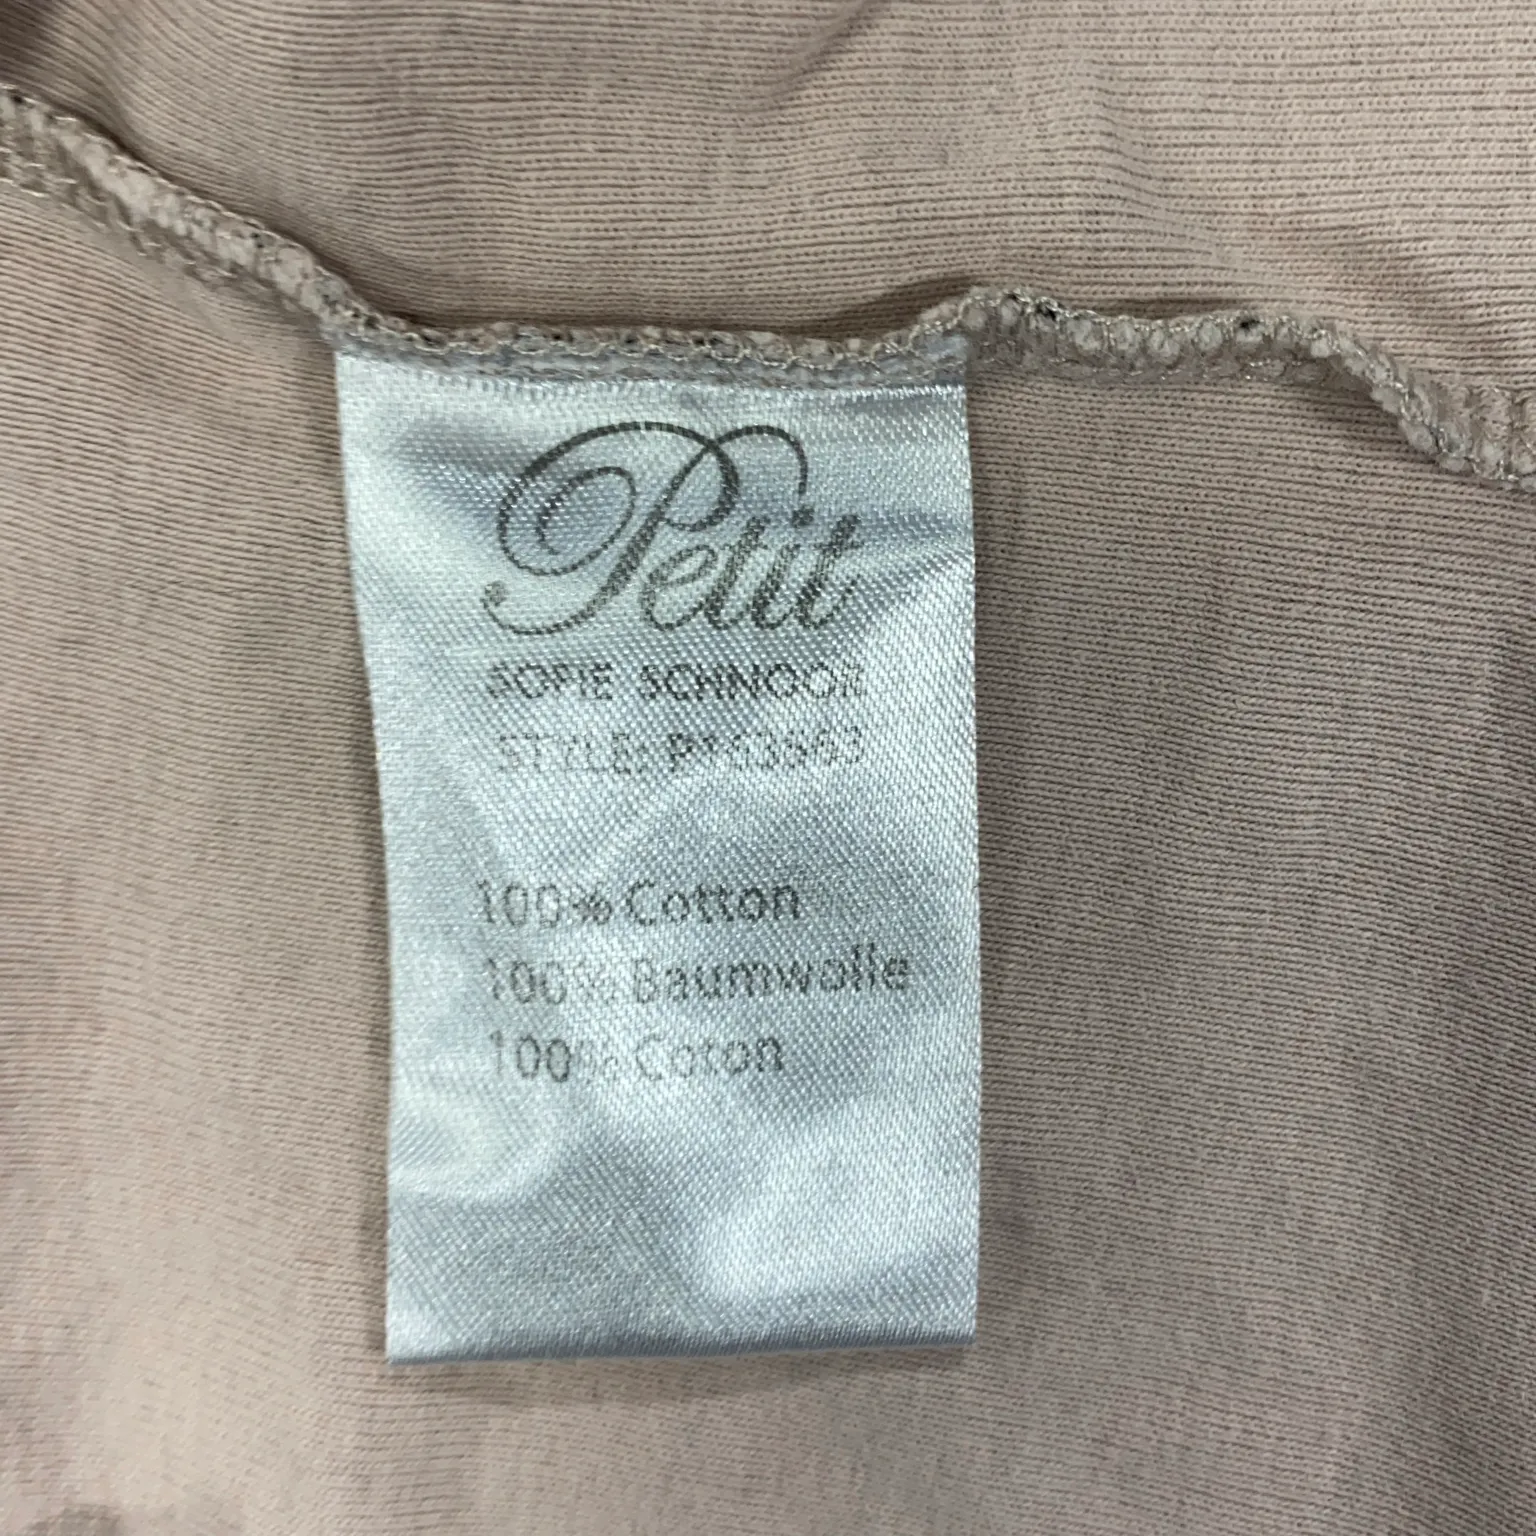 Petit
SOFIE SCHNOOR
STYLE:
100% Cotton
100% Baumwolle
100% Coton